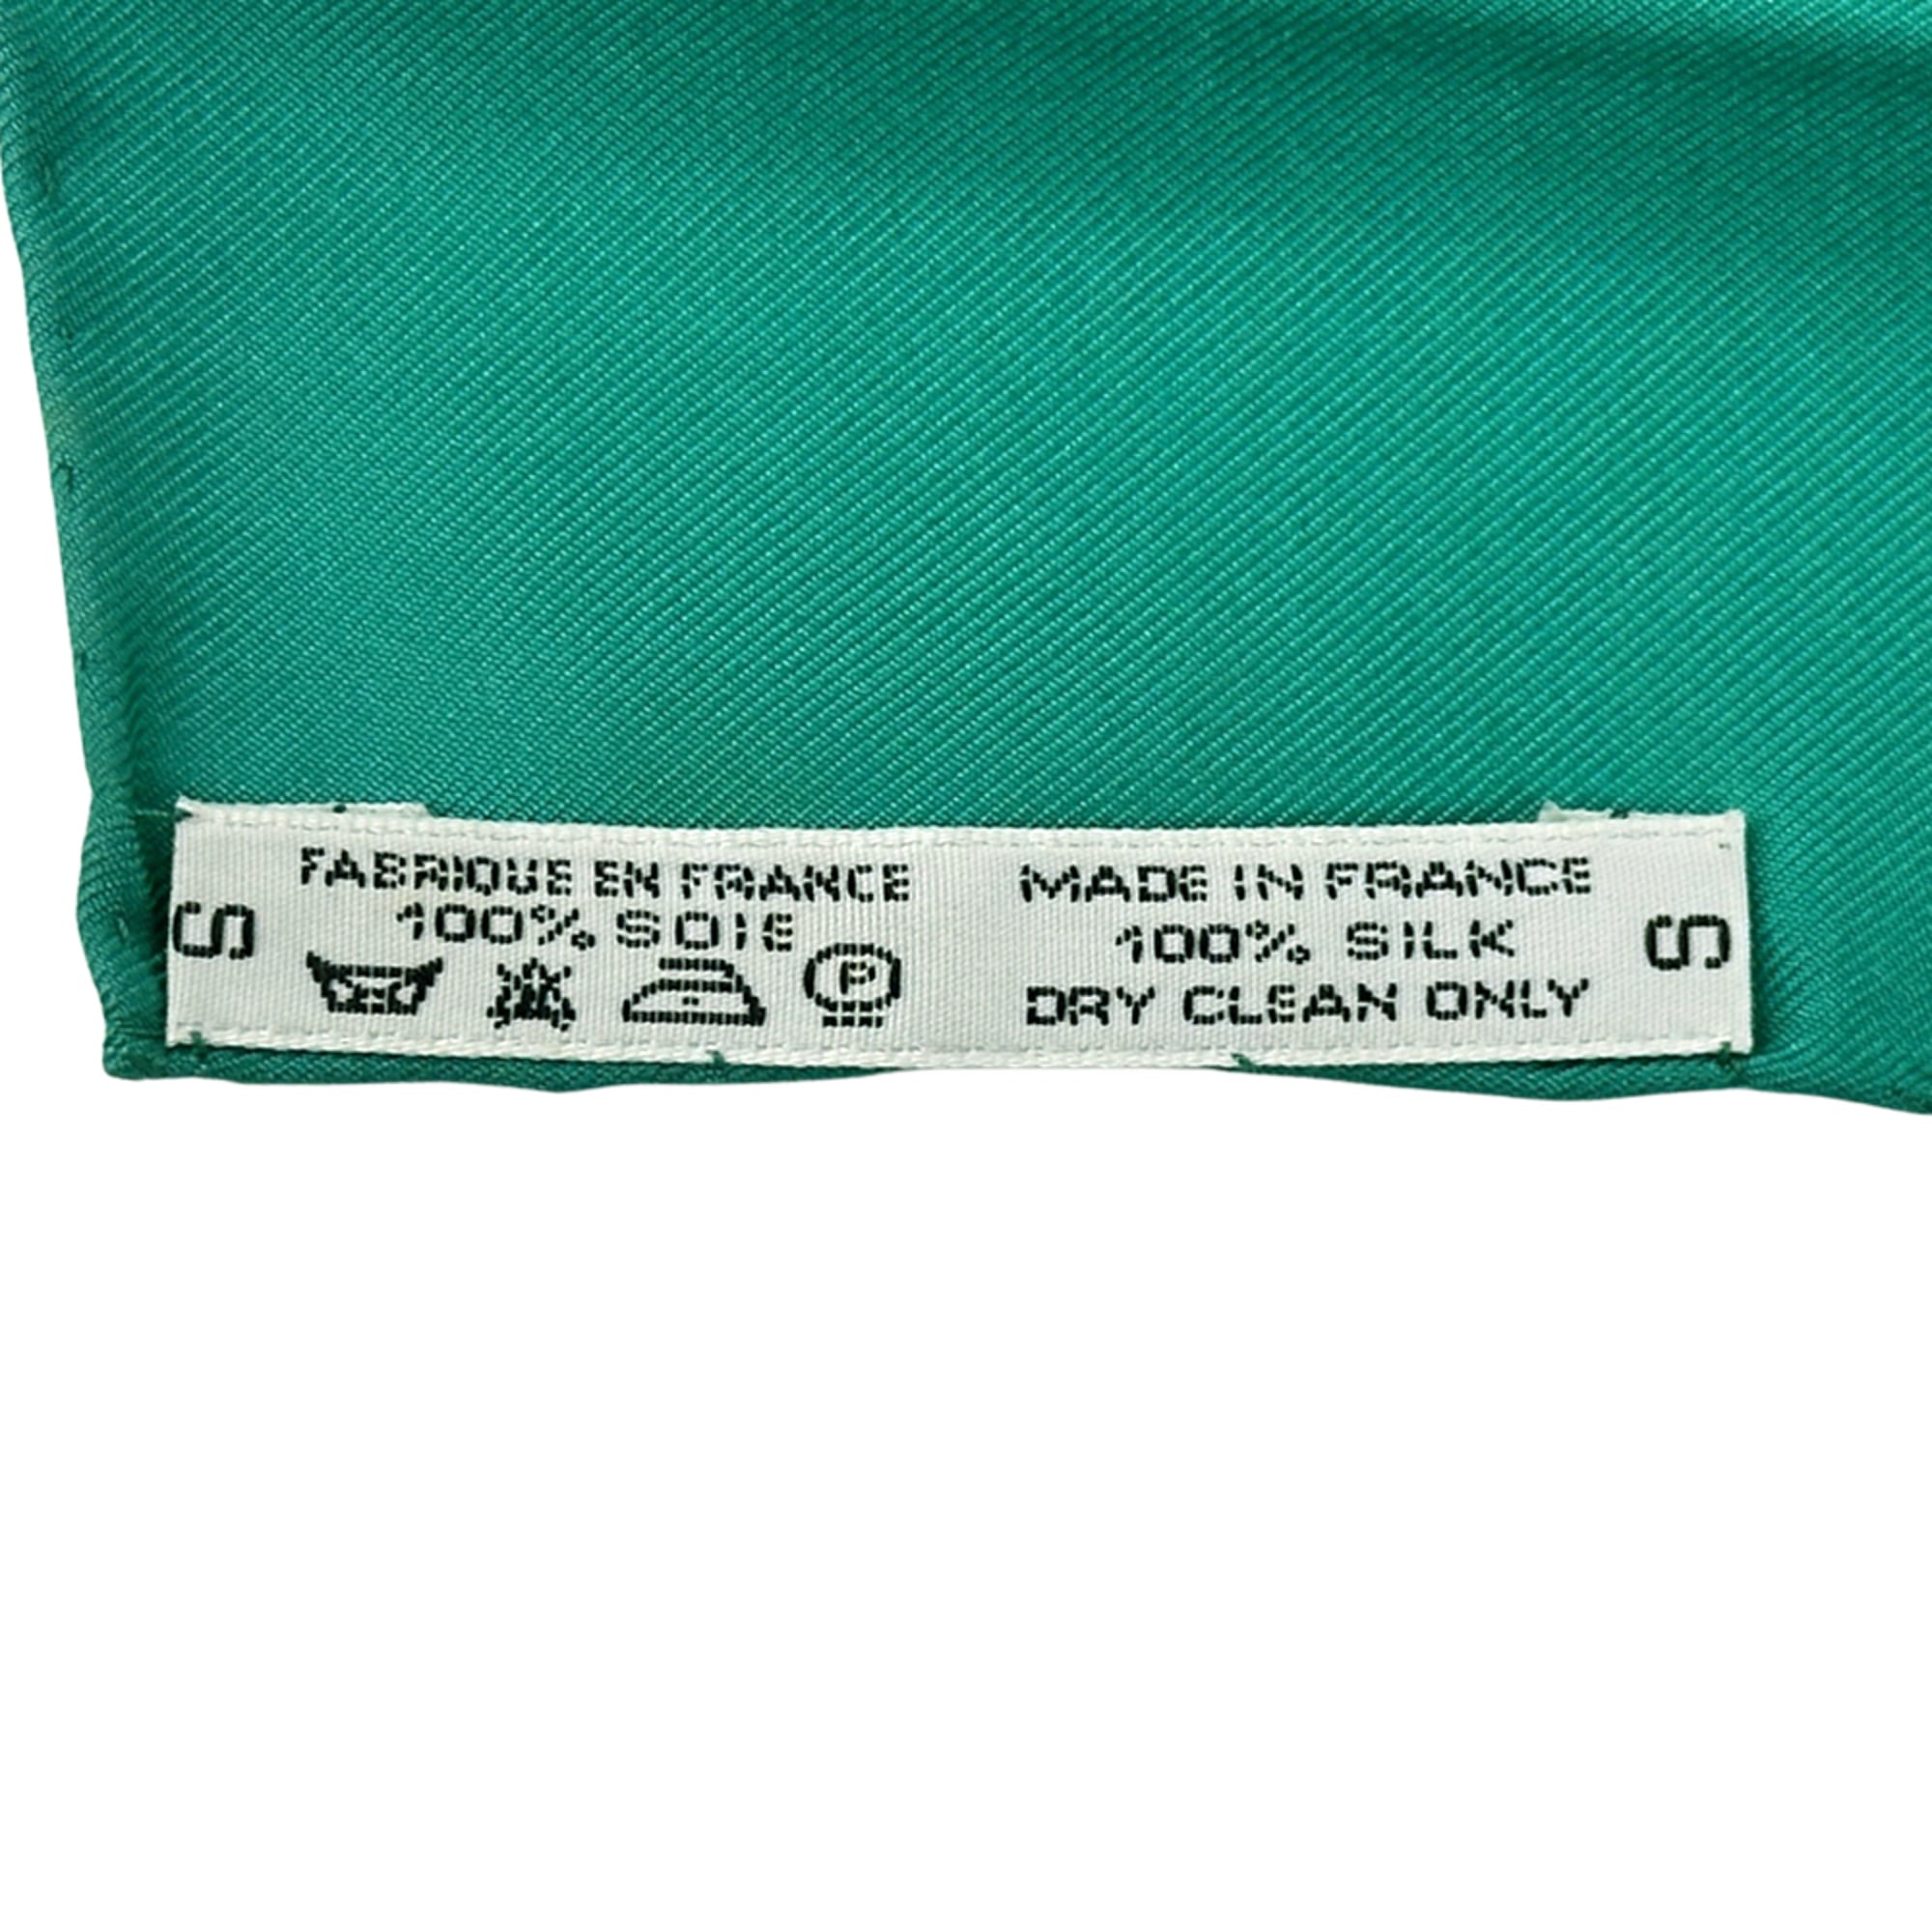 S
FABRIQUE EN FRANCE
100% SOIE
P
MADE IN FRANCE
100% SILK
DRY CLEAN ONLY
S